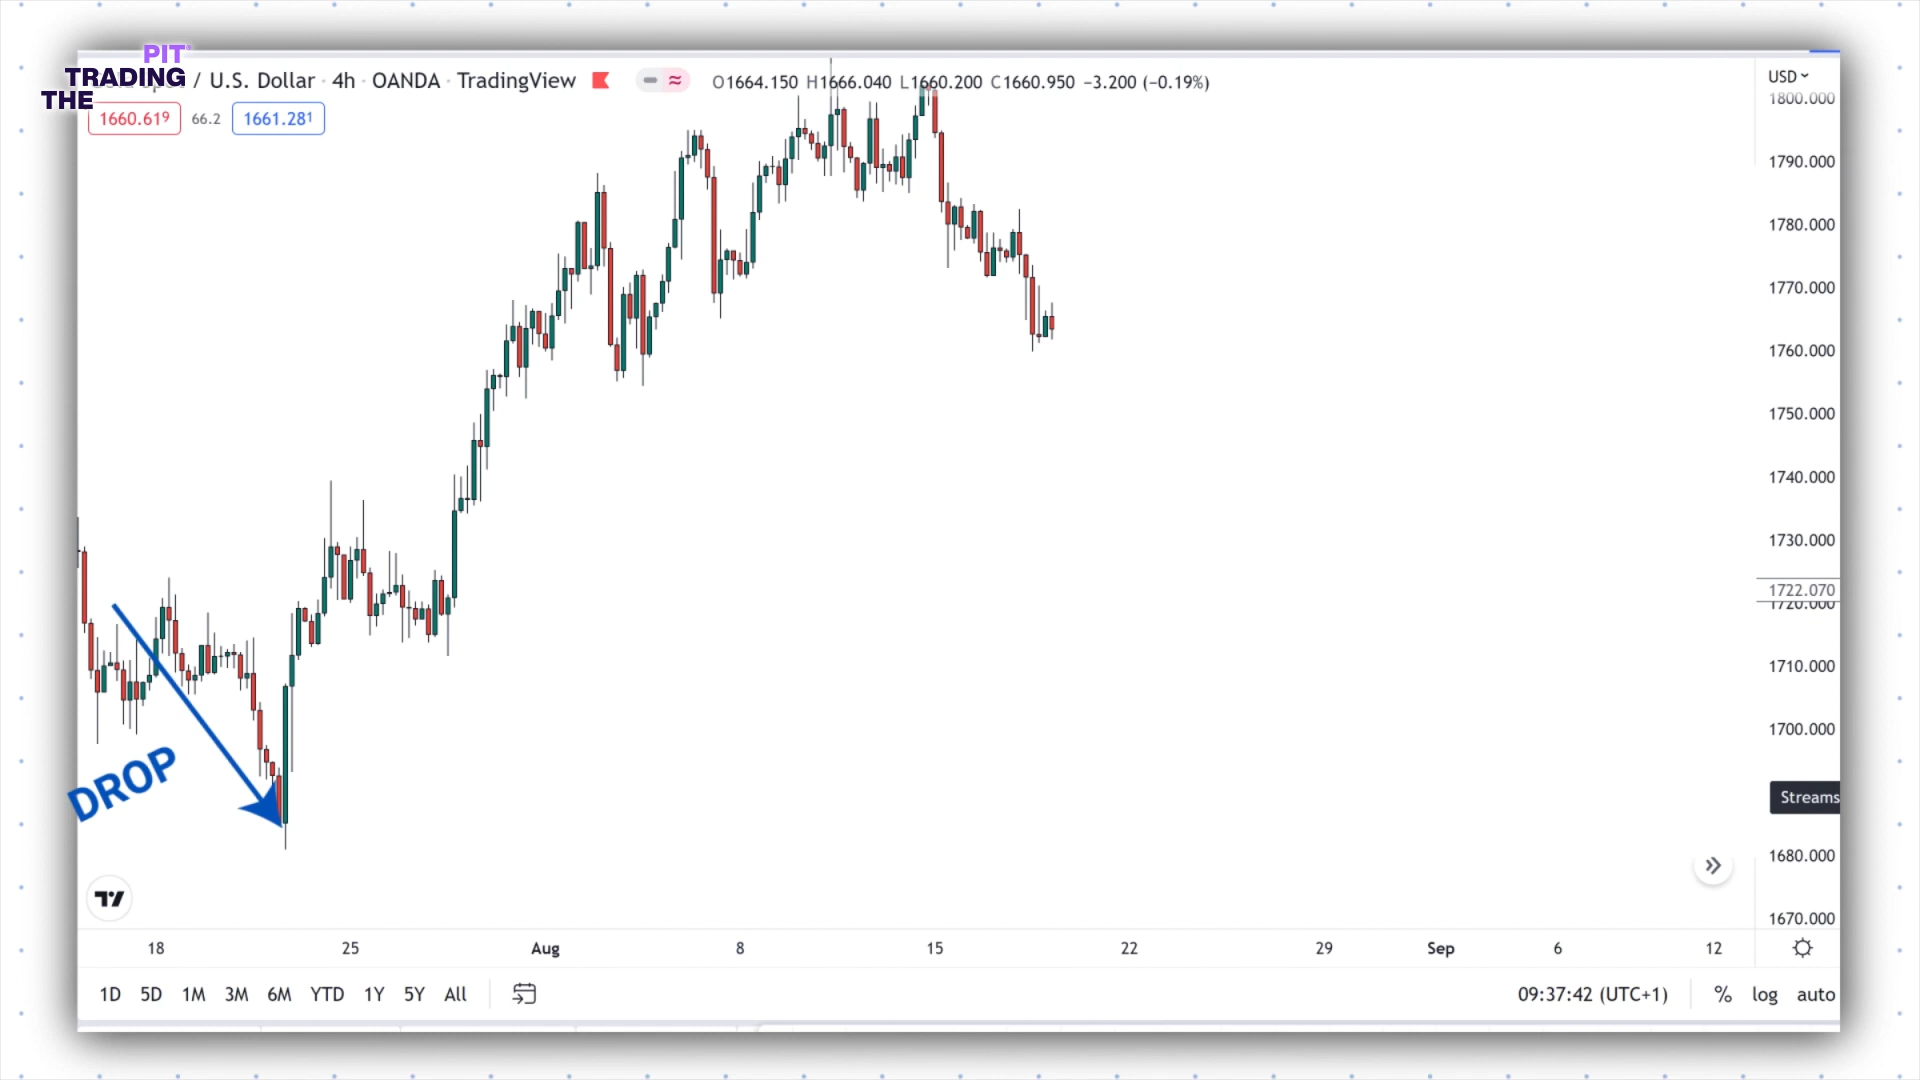 PIT
TRADING
THE
/ U.S. Dollar · 4h · OANDA · TradingView
O1664.150 H1666.040 L1660.200 C1660.950 −3.200 (−0.19%)
1660.619 66.2 1661.281
USD
1800.000
1790.000
1780.000
1770.000
1760.000
1750.000
1740.000
1730.000
1722.070
1720.000
1710.000
1700.000
Streams
1680.000
1670.000
DROP
18 25 Aug 8 15 22 29 Sep 6 12
1D 5D 1M 3M 6M YTD 1Y 5Y All
09:37:42 (UTC+1) % log auto